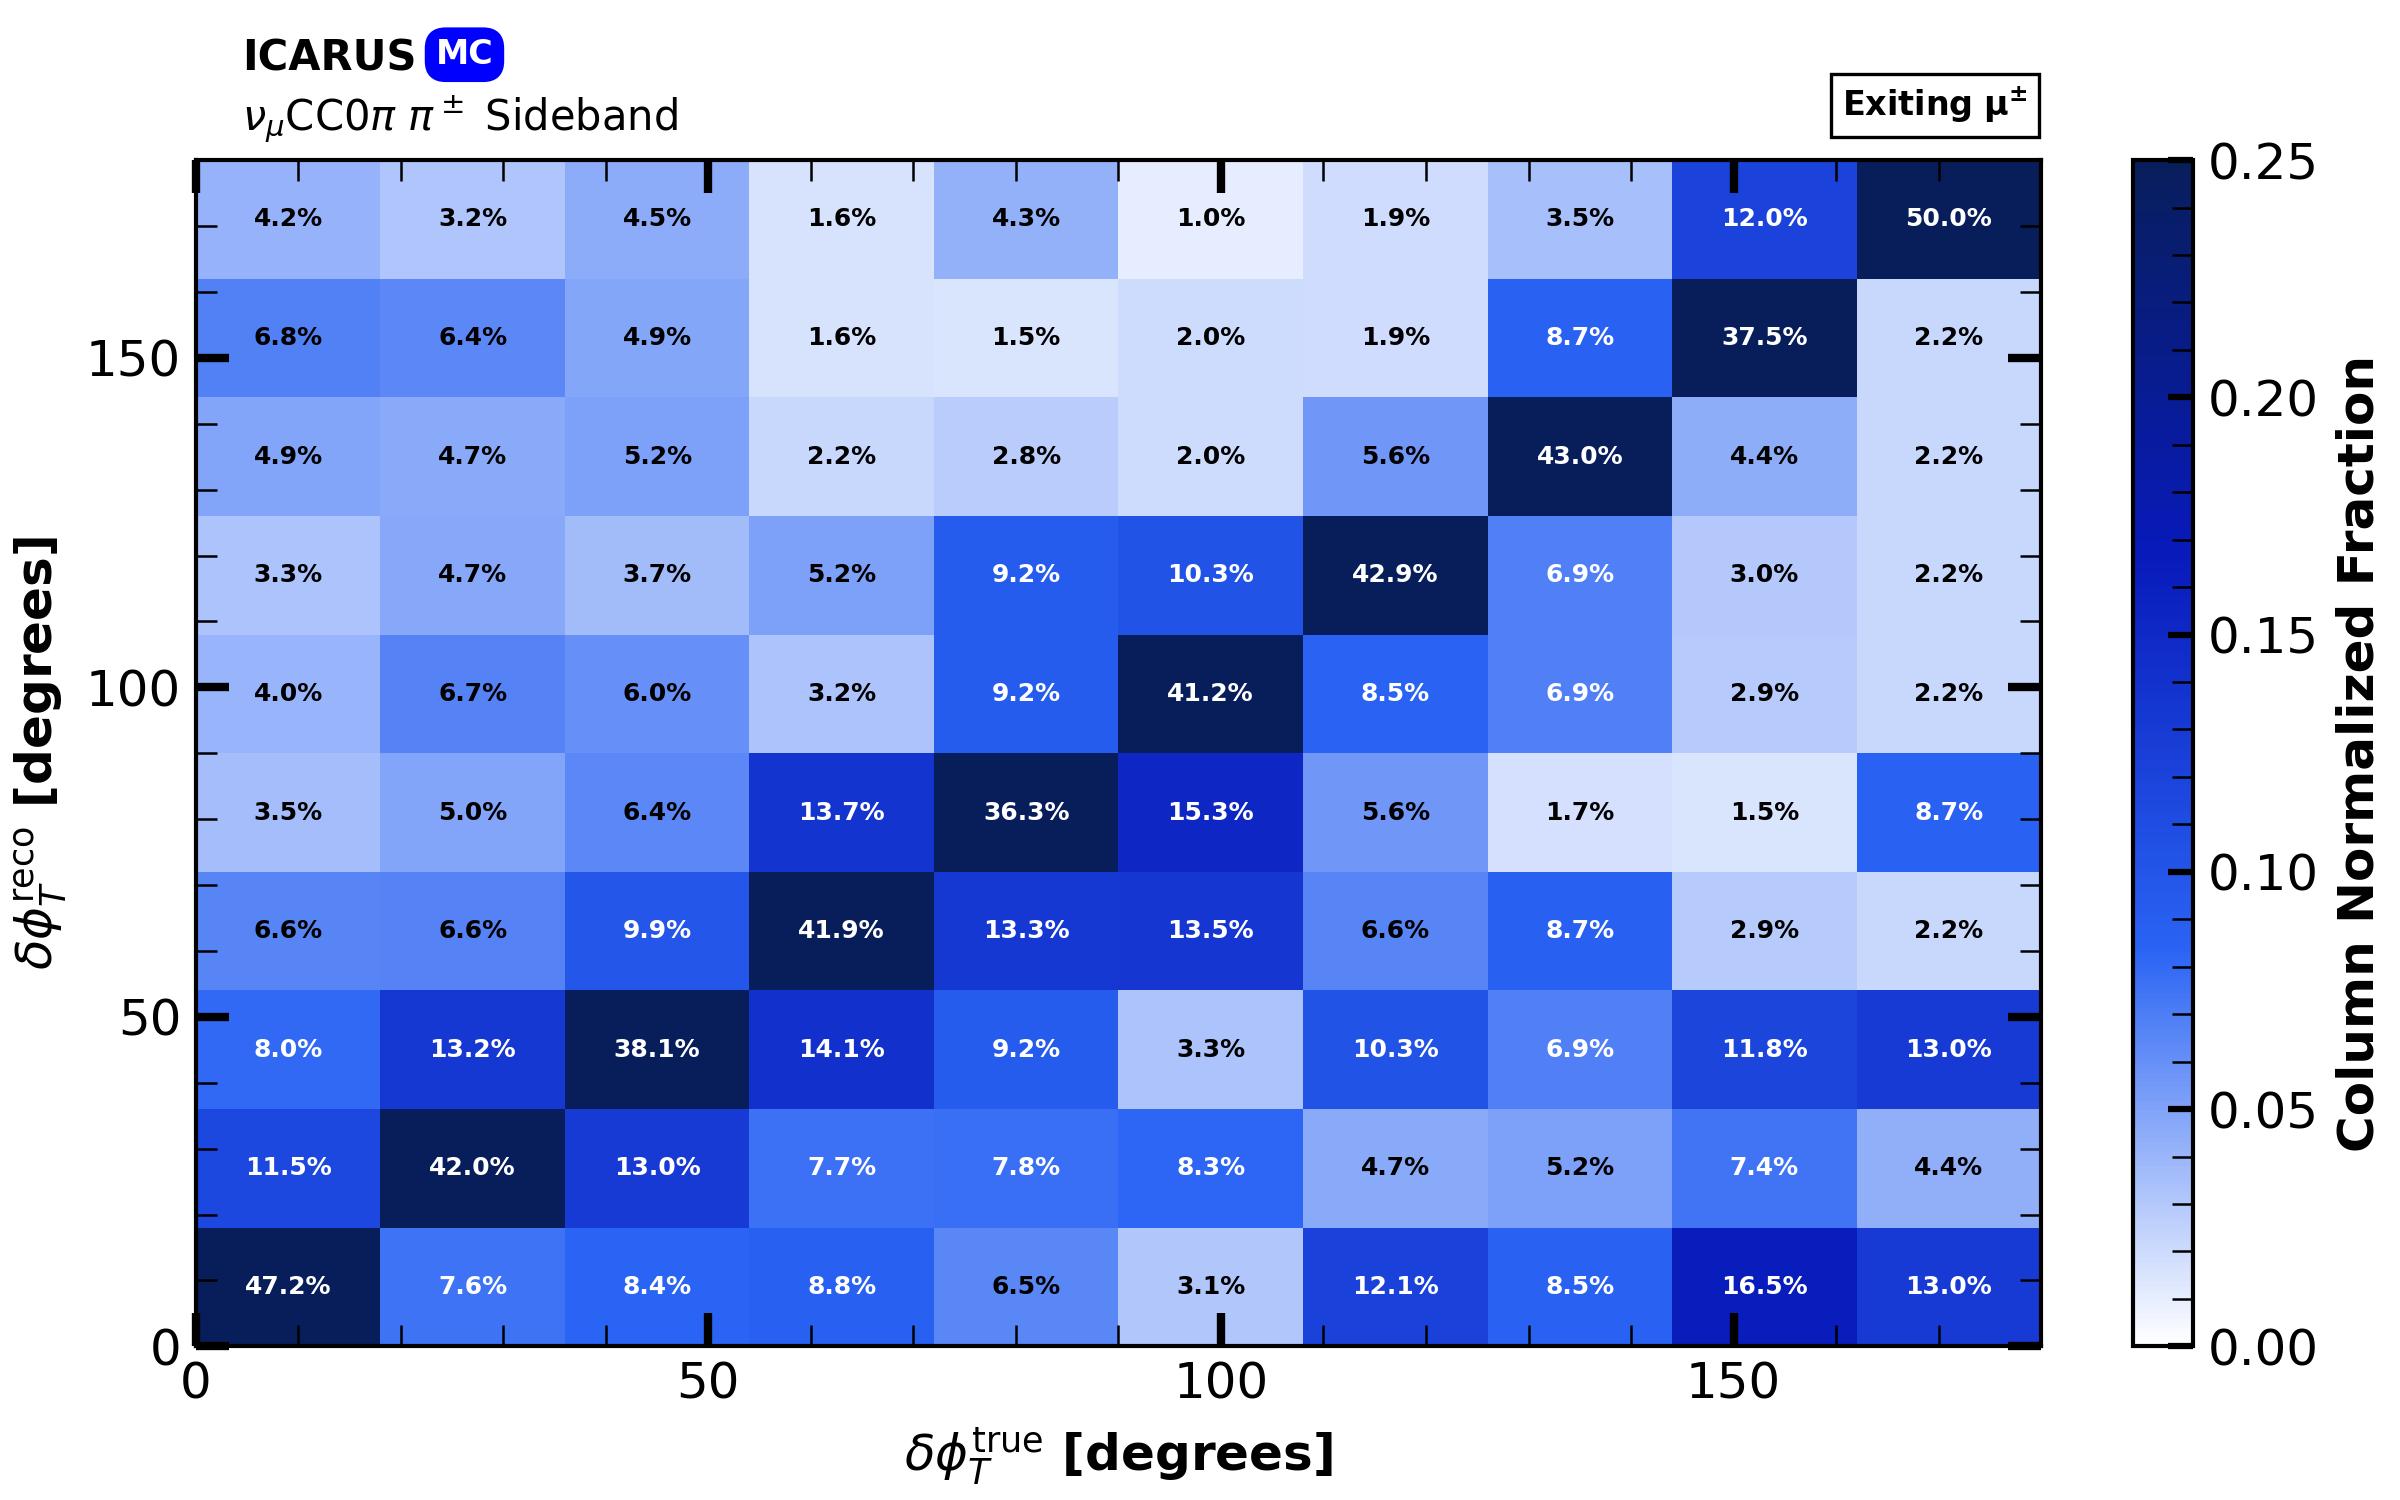 ICARUS MC
νμCC0π π± Sideband
Exiting μ±
4.2% 3.2% 4.5% 1.6% 4.3% 1.0% 1.9% 3.5% 12.0% 50.0%
6.8% 6.4% 4.9% 1.6% 1.5% 2.0% 1.9% 8.7% 37.5% 2.2%
4.9% 4.7% 5.2% 2.2% 2.8% 2.0% 5.6% 43.0% 4.4% 2.2%
3.3% 4.7% 3.7% 5.2% 9.2% 10.3% 42.9% 6.9% 3.0% 2.2%
4.0% 6.7% 6.0% 3.2% 9.2% 41.2% 8.5% 6.9% 2.9% 2.2%
3.5% 5.0% 6.4% 13.7% 36.3% 15.3% 5.6% 1.7% 1.5% 8.7%
6.6% 6.6% 9.9% 41.9% 13.3% 13.5% 6.6% 8.7% 2.9% 2.2%
8.0% 13.2% 38.1% 14.1% 9.2% 3.3% 10.3% 6.9% 11.8% 13.0%
11.5% 42.0% 13.0% 7.7% 7.8% 8.3% 4.7% 5.2% 7.4% 4.4%
47.2% 7.6% 8.4% 8.8% 6.5% 3.1% 12.1% 8.5% 16.5% 13.0%
150
100
50
0
δϕT reco [degrees]
0 50 100 150
δϕT true [degrees]
0.25
0.20
0.15
0.10
0.05
0.00
Column Normalized Fraction